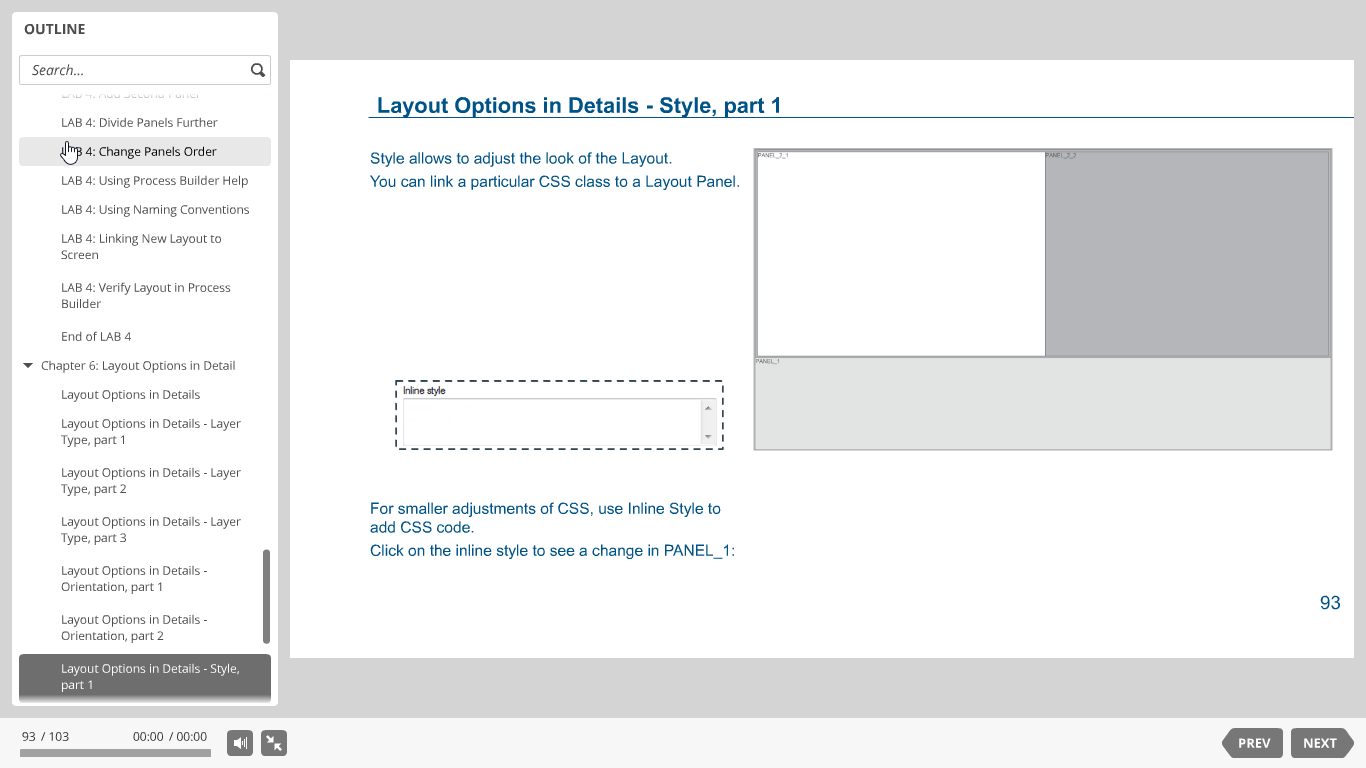 OUTLINE
Search...
LAB 4: Add Second Panel
LAB 4: Divide Panels Further
LAB 4: Change Panels Order
LAB 4: Using Process Builder Help
LAB 4: Using Naming Conventions
LAB 4: Linking New Layout to
Screen
LAB 4: Verify Layout in Process
Builder
End of LAB 4
Chapter 6: Layout Options in Detail
Layout Options in Details
Layout Options in Details - Layer
Type, part 1
Layout Options in Details - Layer
Type, part 2
Layout Options in Details - Layer
Type, part 3
Layout Options in Details -
Orientation, part 1
Layout Options in Details -
Orientation, part 2
Layout Options in Details - Style,
part 1
Layout Options in Details - Style, part 1
Style allows to adjust the look of the Layout.
You can link a particular CSS class to a Layout Panel.
PANEL_2_1
PANEL_2_2
PANEL_1
Inline style
For smaller adjustments of CSS, use Inline Style to
add CSS code.
Click on the inline style to see a change in PANEL_1:
93
93 / 103
00:00 / 00:00
PREV
NEXT